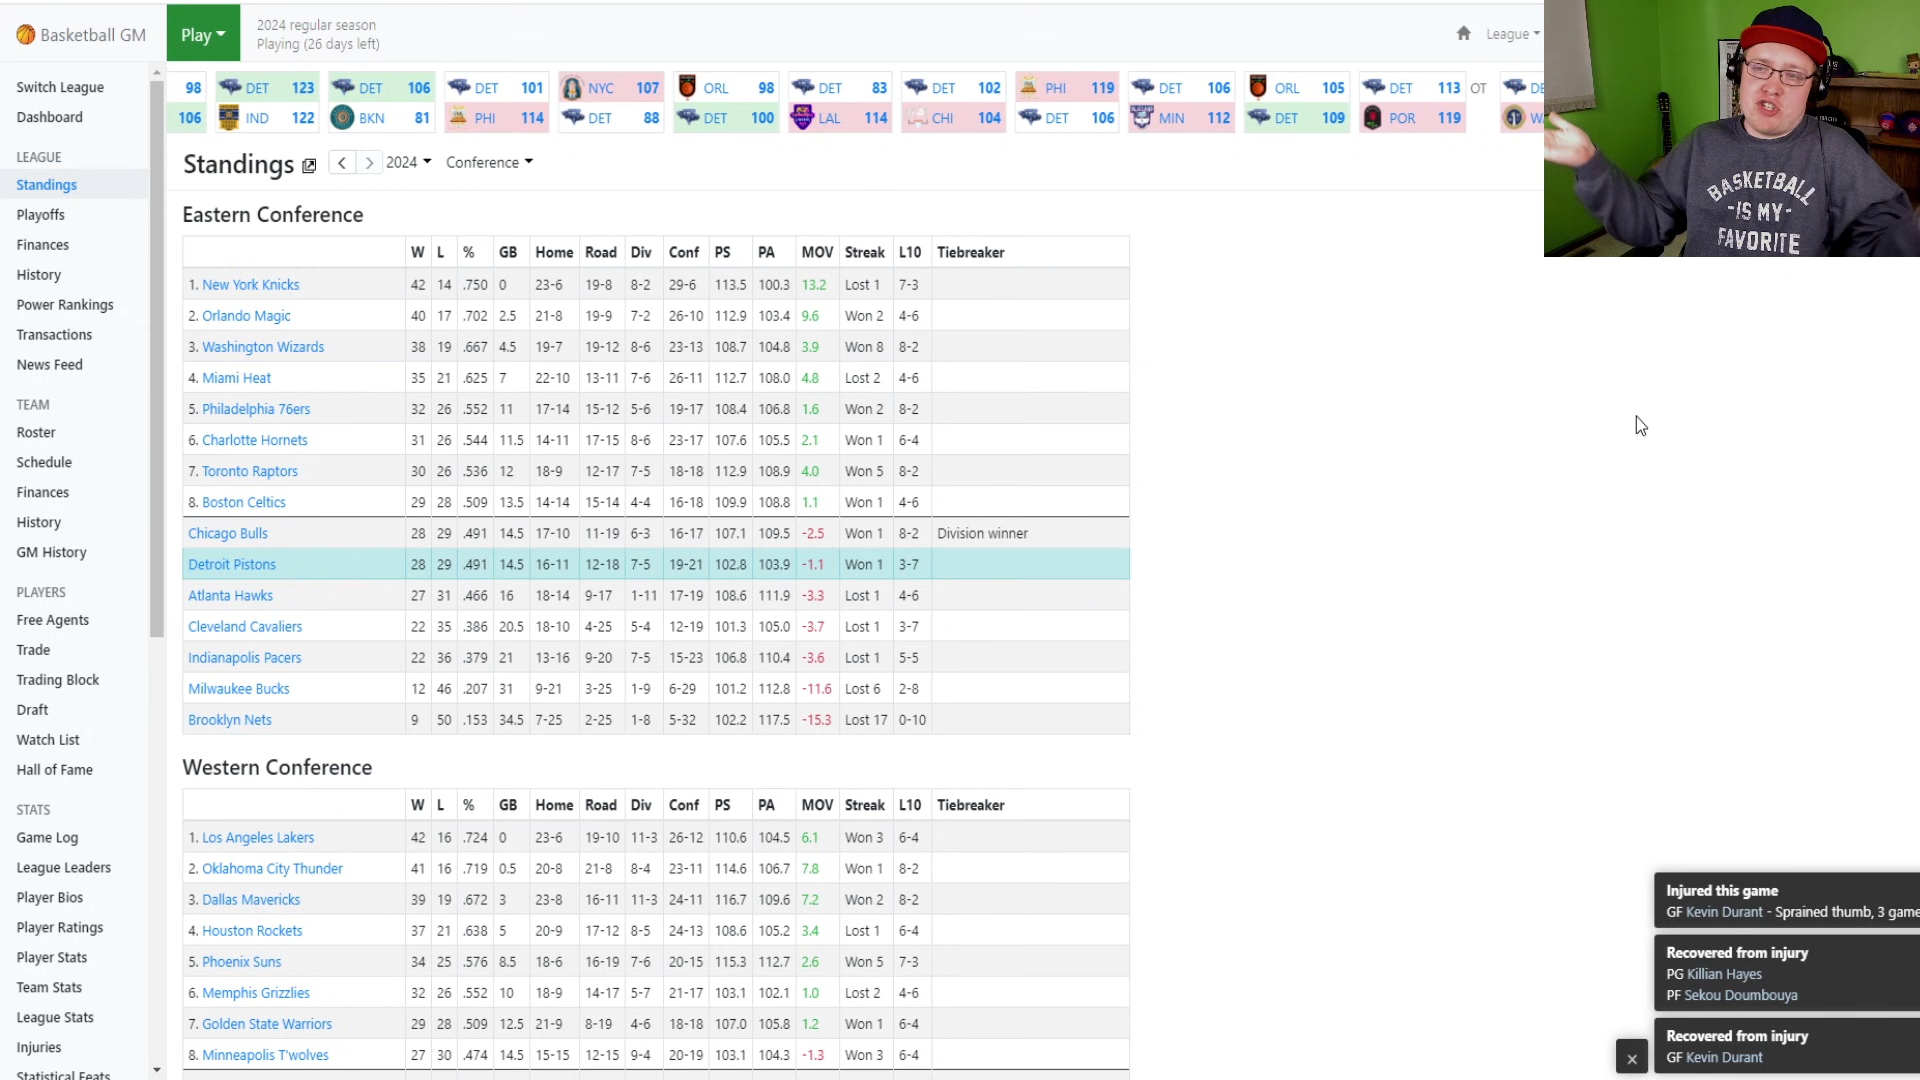 Basketball GM
Play
2024 regular season
Playing (26 days left)
League
98 DET 123 DET 106 DET 101 NYC 107 ORL 98 DET 83 DET 102 PHI 119 DET 106 ORL 105 DET 113 OT
106 IND 122 BKN 81 PHI 114 DET 88 DET 100 LAL 114 CHI 104 DET 106 MIN 112 DET 109 POR 119
Switch League
Dashboard
LEAGUE
Standings
Playoffs
Finances
History
Power Rankings
Transactions
News Feed
TEAM
Roster
Schedule
Finances
History
GM History
PLAYERS
Free Agents
Trade
Trading Block
Draft
Watch List
Hall of Fame
STATS
Game Log
League Leaders
Player Bios
Player Ratings
Player Stats
Team Stats
League Stats
Injuries
Statistical Feats
Standings 2024 Conference
Eastern Conference
W L % GB Home Road Div Conf PS PA MOV Streak L10 Tiebreaker
1. New York Knicks 42 14 .750 0 23-6 19-8 8-2 29-6 113.5 100.3 13.2 Lost 1 7-3
2. Orlando Magic 40 17 .702 2.5 21-8 19-9 7-2 26-10 112.9 103.4 9.6 Won 2 4-6
3. Washington Wizards 38 19 .667 4.5 19-7 19-12 8-6 23-13 108.7 104.8 3.9 Won 8 8-2
4. Miami Heat 35 21 .625 7 22-10 13-11 7-6 26-11 112.7 108.0 4.8 Lost 2 4-6
5. Philadelphia 76ers 32 26 .552 11 17-14 15-12 5-6 19-17 108.4 106.8 1.6 Won 2 8-2
6. Charlotte Hornets 31 26 .544 11.5 14-11 17-15 8-6 23-17 107.6 105.5 2.1 Won 1 6-4
7. Toronto Raptors 30 26 .536 12 18-9 12-17 7-5 18-18 112.9 108.9 4.0 Won 5 8-2
8. Boston Celtics 29 28 .509 13.5 14-14 15-14 4-4 16-18 109.9 108.8 1.1 Won 1 4-6
Chicago Bulls 28 29 .491 14.5 17-10 11-19 6-3 16-17 107.1 109.5 -2.5 Won 1 8-2 Division winner
Detroit Pistons 28 29 .491 14.5 16-11 12-18 7-5 19-21 102.8 103.9 -1.1 Won 1 3-7
Atlanta Hawks 27 31 .466 16 18-14 9-17 1-11 17-19 108.6 111.9 -3.3 Lost 1 4-6
Cleveland Cavaliers 22 35 .386 20.5 18-10 4-25 5-4 12-19 101.3 105.0 -3.7 Lost 1 3-7
Indianapolis Pacers 22 36 .379 21 13-16 9-20 7-5 15-23 106.8 110.4 -3.6 Lost 1 5-5
Milwaukee Bucks 12 46 .207 31 9-21 3-25 1-9 6-29 101.2 112.8 -11.6 Lost 6 2-8
Brooklyn Nets 9 50 .153 34.5 7-25 2-25 1-8 5-32 102.2 117.5 -15.3 Lost 17 0-10
Western Conference
W L % GB Home Road Div Conf PS PA MOV Streak L10 Tiebreaker
1. Los Angeles Lakers 42 16 .724 0 23-6 19-10 11-3 26-12 110.6 104.5 6.1 Won 3 6-4
2. Oklahoma City Thunder 41 16 .719 0.5 20-8 21-8 8-4 23-11 114.6 106.7 7.8 Won 1 8-2
3. Dallas Mavericks 39 19 .672 3 23-8 16-11 11-3 24-11 116.7 109.6 7.2 Won 2 8-2
4. Houston Rockets 37 21 .638 5 20-9 17-12 8-5 24-13 108.6 105.2 3.4 Lost 1 6-4
5. Phoenix Suns 34 25 .576 8.5 18-6 16-19 7-6 20-15 115.3 112.7 2.6 Won 5 7-3
6. Memphis Grizzlies 32 26 .552 10 18-9 14-17 5-7 21-17 103.1 102.1 1.0 Lost 2 4-6
7. Golden State Warriors 29 28 .509 12.5 21-9 8-19 4-6 18-18 107.0 105.8 1.2 Won 1 6-4
8. Minneapolis T'wolves 27 30 .474 14.5 15-15 12-15 9-4 20-19 103.1 104.3 -1.3 Won 3 6-4
BASKETBALL
-IS MY-
FAVORITE
Injured this game
GF Kevin Durant - Sprained thumb, 3 game
Recovered from injury
PG Killian Hayes
PF Sekou Doumbouya
Recovered from injury
GF Kevin Durant